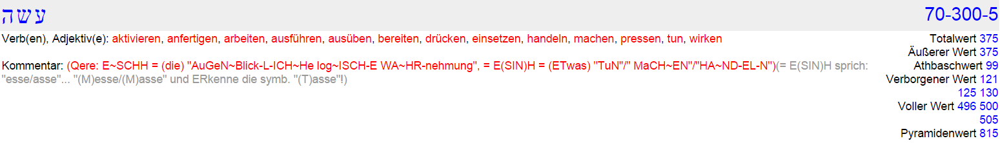 עשה 70-300-5
Verb(en), Adjektiv(e): aktivieren, anfertigen, arbeiten, ausführen, ausüben, bereiten, drücken, einsetzen, handeln, machen, pressen, tun, wirken
Kommentar: (Qere: E~SCHH = (die) "AuGeN~Blick-L-ICH~He log~ISCH-E WA~HR-nehmung", = E(SIN)H = (ETwas) "TuN"/" MaCH~EN"/"HA~ND-EL-N")(= E(SIN)H sprich:
"esse/asse"... "(M)esse/(M)asse" und ERkenne die symb. "(T)asse"!)
Totalwert 375
Äußerer Wert 375
Athbaschwert 99
Verborgener Wert 121
125 130
Voller Wert 496 500
505
Pyramidenwert 815